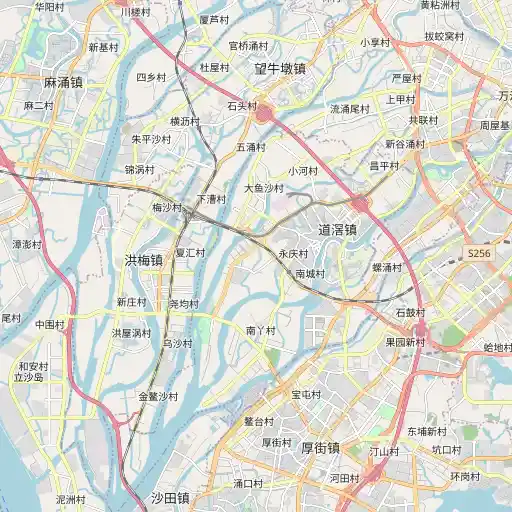 华阳村
川槎村
厦芦村
黄粘洲村
新基村
官桥涌村
小享村
拔蛟窝村
四乡村
杜屋村
望牛墩镇
麻涌镇
严屋村
麻二村
石头村
流涌尾村
上甲村
横沥村
共联村
周屋基
朱平沙村
五涌村
新谷涌村
锦涡村
小河村
昌平村
大鱼沙村
梅沙村
下漕村
道滘镇
漳澎村
夏汇村
永庆村
S256
洪梅镇
螺涌村
南城村
新庄村
尧均村
尾村
中围村
石鼓村
洪屋涡村
南丫村
乌沙村
果园新村
蛤地村
和安村
立沙岛
金鳌沙村
宝屯村
鳌台村
东埔新村
厚街村
厚街镇
汀山村
坑口村
河田村
环岗村
涌口村
泥洲村
沙田镇